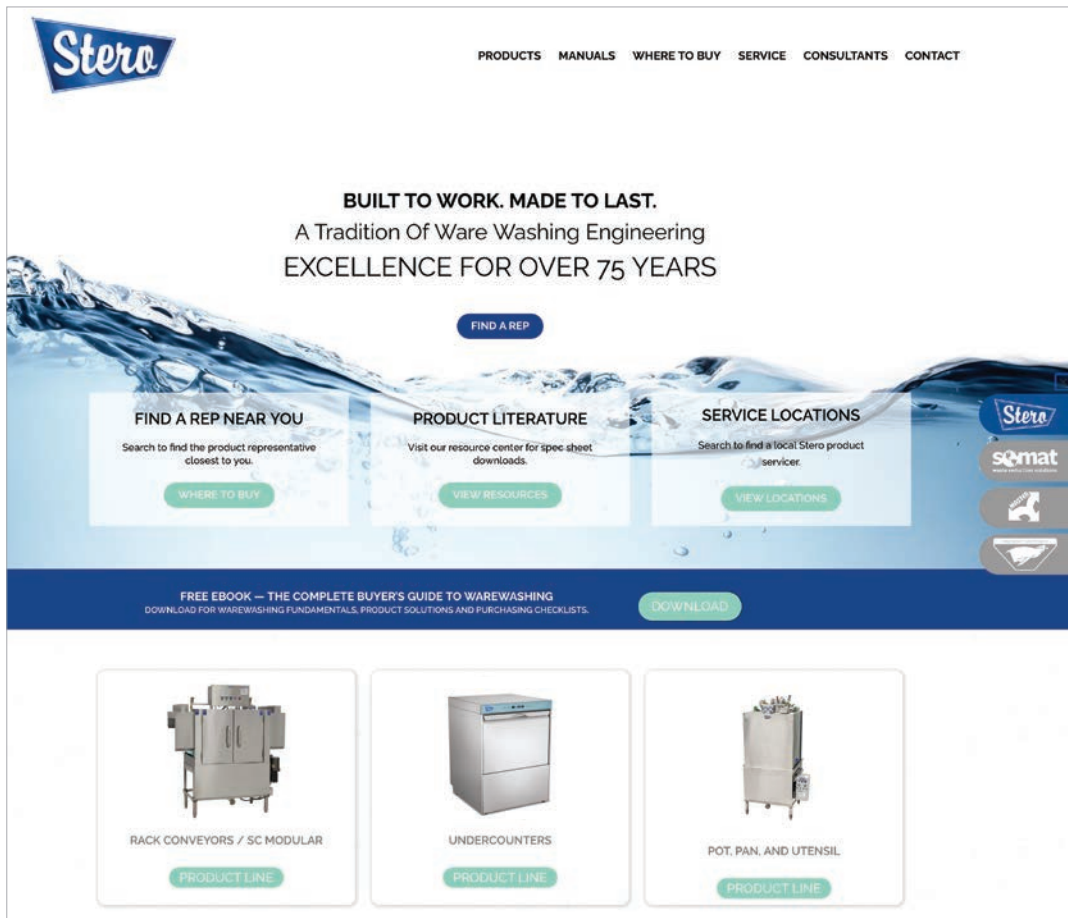 Stero
PRODUCTS MANUALS WHERE TO BUY SERVICE CONSULTANTS CONTACT
BUILT TO WORK. MADE TO LAST.
A Tradition Of Ware Washing Engineering
EXCELLENCE FOR OVER 75 YEARS
FIND A REP
FIND A REP NEAR YOU
Search to find the product representative
closest to you.
WHERE TO BUY
PRODUCT LITERATURE
Visit our resource center for spec sheet
downloads.
VIEW RESOURCES
SERVICE LOCATIONS
Search to find a local Stero product
servicer.
VIEW LOCATIONS
Stero
somat
FREE EBOOK — THE COMPLETE BUYER'S GUIDE TO WAREWASHING
DOWNLOAD FOR WAREWASHING FUNDAMENTALS, PRODUCT SOLUTIONS AND PURCHASING CHECKLISTS.
DOWNLOAD
RACK CONVEYORS / SC MODULAR
PRODUCT LINE
UNDERCOUNTERS
PRODUCT LINE
POT, PAN, AND UTENSIL
PRODUCT LINE